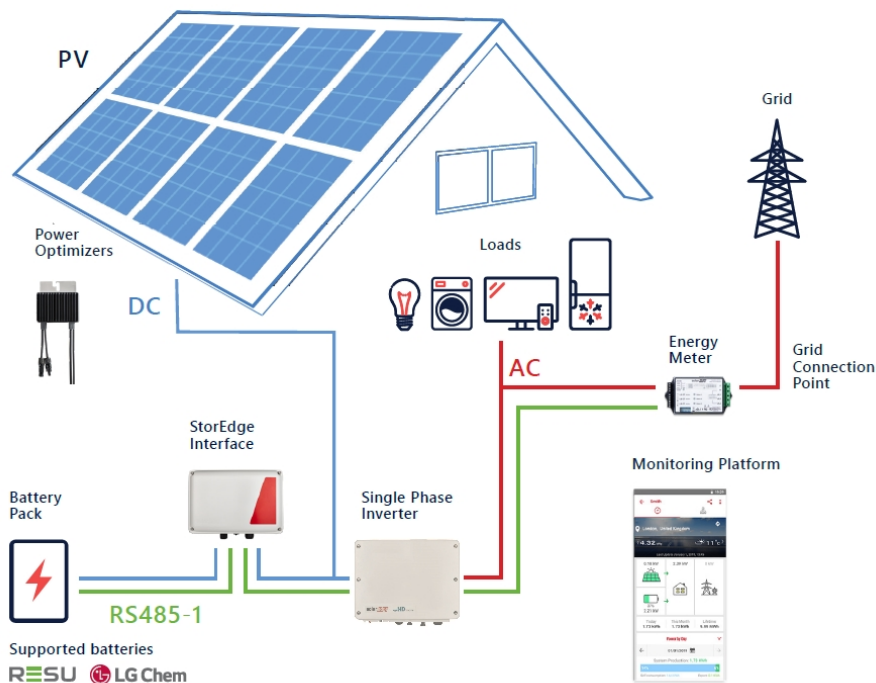 PV
Grid
Power
Optimizers
Loads
DC
Energy
Meter
Grid
Connection
Point
AC
StorEdge
Interface
Monitoring Platform
Battery
Pack
Single Phase
Inverter
RS485-1
Supported batteries
RESU LG Chem